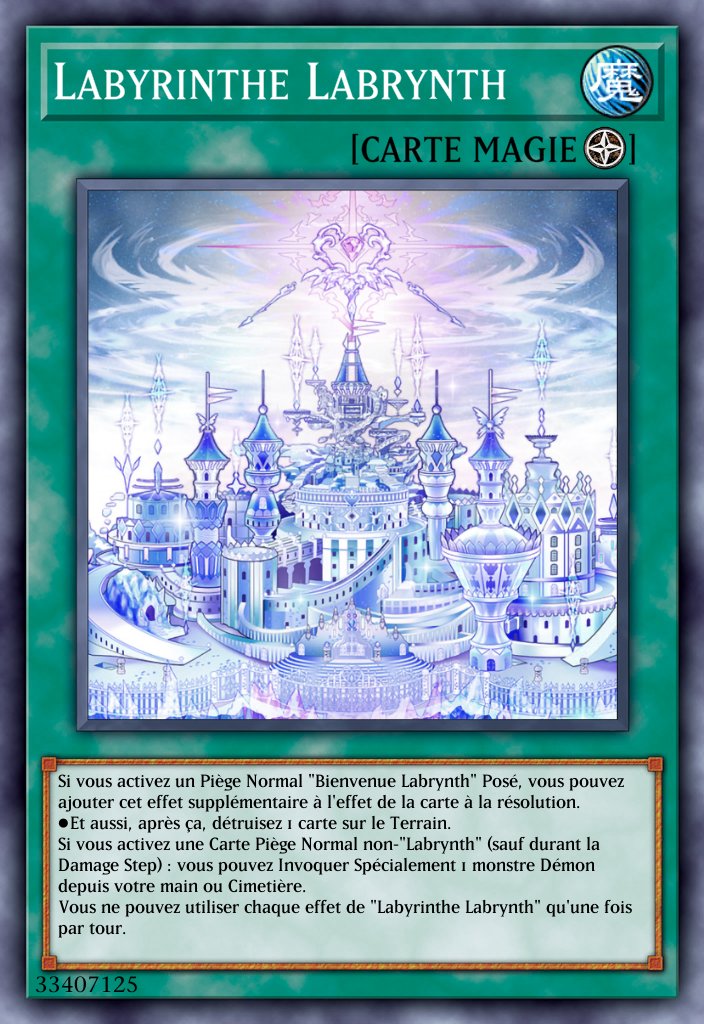 Labyrinthe Labrynth
魔
[CARTE MAGIE]
Si vous activez un Piège Normal "Bienvenue Labrynth" Posé, vous pouvez
ajouter cet effet supplémentaire à l'effet de la carte à la résolution.
●Et aussi, après ça, détruisez 1 carte sur le Terrain.
Si vous activez une Carte Piège Normal non-"Labrynth" (sauf durant la
Damage Step) : vous pouvez Invoquer Spécialement 1 monstre Démon
depuis votre main ou Cimetière.
Vous ne pouvez utiliser chaque effet de "Labyrinthe Labrynth" qu'une fois
par tour.
33407125